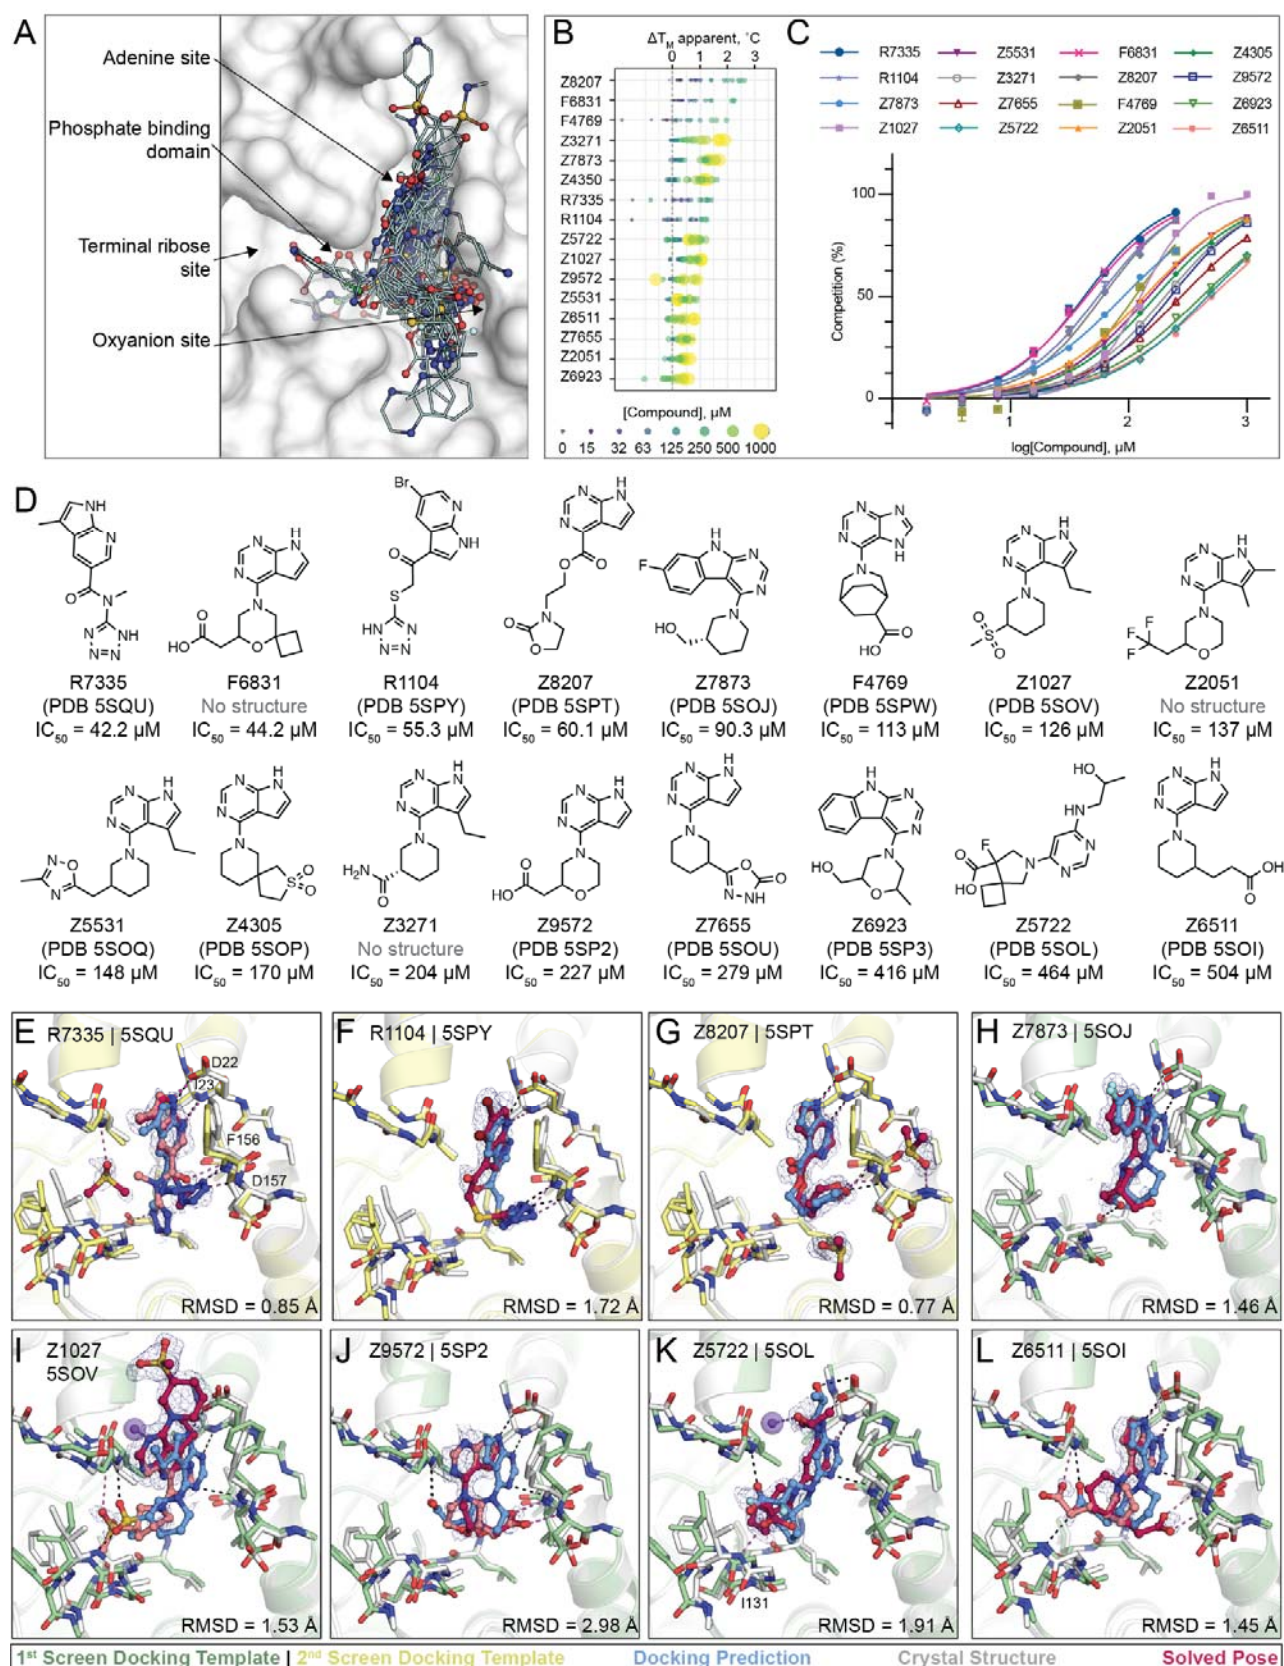 A
Adenine site
Phosphate binding
domain
Terminal ribose
site
Oxyanion site
B
ΔTM apparent, ˚C
0 1 2 3
Z8207
F6831
F4769
Z3271
Z7873
Z4350
R7335
R1104
Z5722
Z1027
Z9572
Z5531
Z6511
Z7655
Z2051
Z6923
[Compound], µM
0 15 32 63 125 250 500 1000
C
R7335 Z5531 F6831 Z4305
R1104 Z3271 Z8207 Z9572
Z7873 Z7655 F4769 Z6923
Z1027 Z5722 Z2051 Z6511
Competition (%)
100
50
0
1 2 3
log[Compound], µM
D
R7335 F6831 R1104 Z8207 Z7873 F4769 Z1027 Z2051
(PDB 5SQU) No structure (PDB 5SPY) (PDB 5SPT) (PDB 5SOJ) (PDB 5SPW) (PDB 5SOV) No structure
IC50 = 42.2 µM IC50 = 44.2 µM IC50 = 55.3 µM IC50 = 60.1 µM IC50 = 90.3 µM IC50 = 113 µM IC50 = 126 µM IC50 = 137 µM
Z5531 Z4305 Z3271 Z9572 Z7655 Z6923 Z5722 Z6511
(PDB 5SOQ) (PDB 5SOP) No structure (PDB 5SP2) (PDB 5SOU) (PDB 5SP3) (PDB 5SOL) (PDB 5SOI)
IC50 = 148 µM IC50 = 170 µM IC50 = 204 µM IC50 = 227 µM IC50 = 279 µM IC50 = 416 µM IC50 = 464 µM IC50 = 504 µM
E R7335 | 5SQU
D22
I23
F156
D157
RMSD = 0.85 Å
F R1104 | 5SPY
RMSD = 1.72 Å
G Z8207 | 5SPT
RMSD = 0.77 Å
H Z7873 | 5SOJ
RMSD = 1.46 Å
I Z1027
5SOV
RMSD = 1.53 Å
J Z9572 | 5SP2
RMSD = 2.98 Å
K Z5722 | 5SOL
I131
RMSD = 1.91 Å
L Z6511 | 5SOI
RMSD = 1.45 Å
1st Screen Docking Template | 2nd Screen Docking Template Docking Prediction Crystal Structure Solved Pose